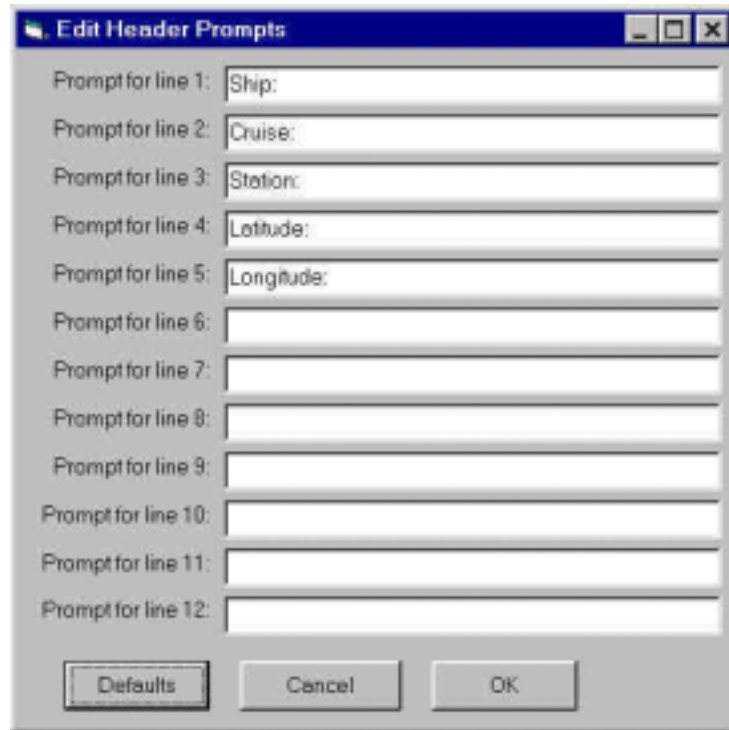 Edit Header Prompts
Prompt for line 1: Ship:
Prompt for line 2: Cruise:
Prompt for line 3: Station:
Prompt for line 4: Latitude:
Prompt for line 5: Longitude:
Prompt for line 6:
Prompt for line 7:
Prompt for line 8:
Prompt for line 9:
Prompt for line 10:
Prompt for line 11:
Prompt for line 12:
Defaults Cancel OK